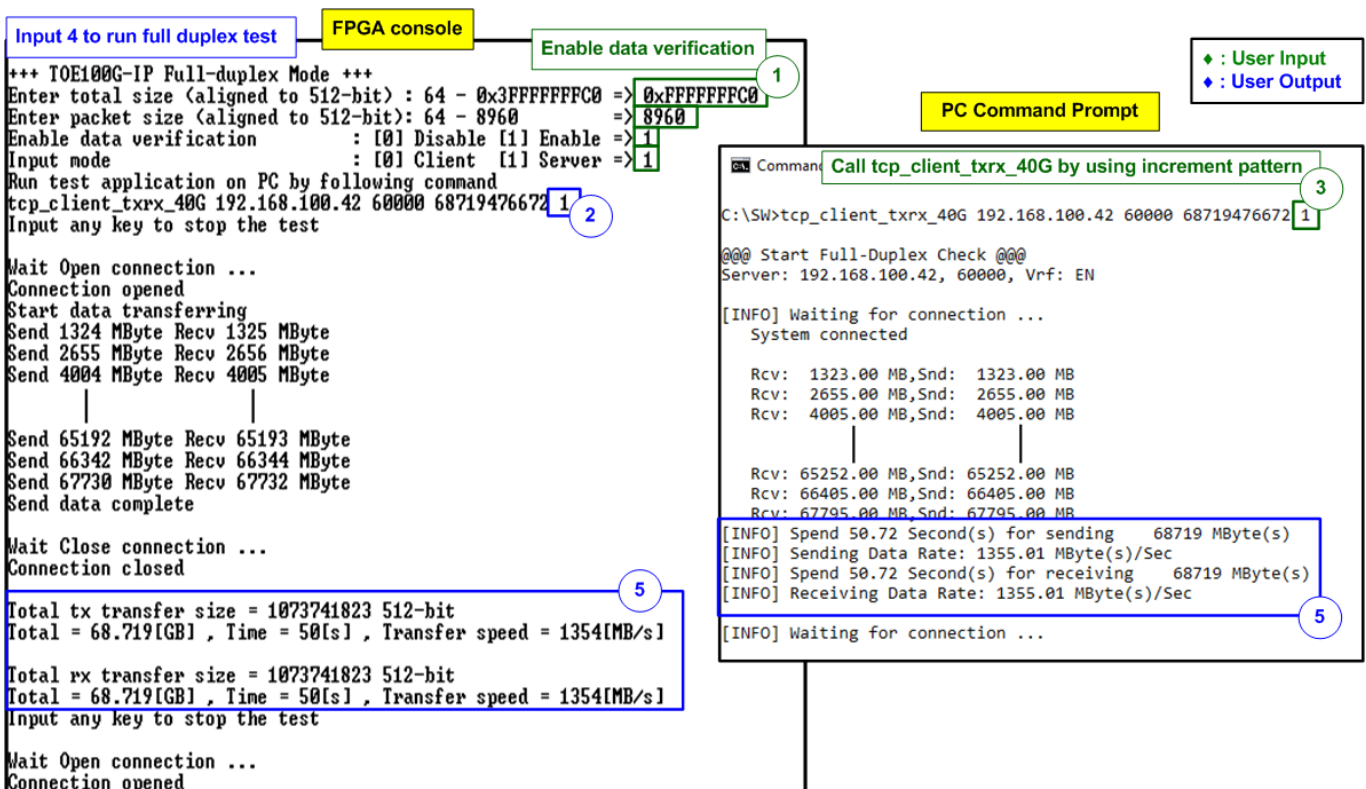 Input 4 to run full duplex test
FPGA console
Enable data verification
1
+++ TOE100G-IP Full-duplex Mode +++
Enter total size (aligned to 512-bit) : 64 - 0x3FFFFFFFC0 => 0xFFFFFFFC0
Enter packet size (aligned to 512-bit): 64 - 8960 => 8960
Enable data verification : [0] Disable [1] Enable => 1
Input mode : [0] Client [1] Server => 1
Run test application on PC by following command
tcp_client_txrx_40G 192.168.100.42 60000 68719476672 1
2
Input any key to stop the test
Wait Open connection ...
Connection opened
Start data transferring
Send 1324 MByte Recv 1325 MByte
Send 2655 MByte Recv 2656 MByte
Send 4004 MByte Recv 4005 MByte
Send 65192 MByte Recv 65193 MByte
Send 66342 MByte Recv 66344 MByte
Send 67730 MByte Recv 67732 MByte
Send data complete
Wait Close connection ...
Connection closed
5
Total tx transfer size = 1073741823 512-bit
Total = 68.719[GB] , Time = 50[s] , Transfer speed = 1354[MB/s]
Total rx transfer size = 1073741823 512-bit
Total = 68.719[GB] , Time = 50[s] , Transfer speed = 1354[MB/s]
Input any key to stop the test
Wait Open connection ...
Connection opened
♦ : User Input
♦ : User Output
PC Command Prompt
Comman
Call tcp_client_txrx_40G by using increment pattern
3
C:\SW>tcp_client_txrx_40G 192.168.100.42 60000 68719476672 1
@@@ Start Full-Duplex Check @@@
Server: 192.168.100.42, 60000, Vrf: EN
[INFO] Waiting for connection ...
System connected
Rcv: 1323.00 MB,Snd: 1323.00 MB
Rcv: 2655.00 MB,Snd: 2655.00 MB
Rcv: 4005.00 MB,Snd: 4005.00 MB
Rcv: 65252.00 MB,Snd: 65252.00 MB
Rcv: 66405.00 MB,Snd: 66405.00 MB
Rcv: 67795.00 MB,Snd: 67795.00 MB
[INFO] Spend 50.72 Second(s) for sending 68719 MByte(s)
[INFO] Sending Data Rate: 1355.01 MByte(s)/Sec
[INFO] Spend 50.72 Second(s) for receiving 68719 MByte(s)
[INFO] Receiving Data Rate: 1355.01 MByte(s)/Sec
5
[INFO] Waiting for connection ...